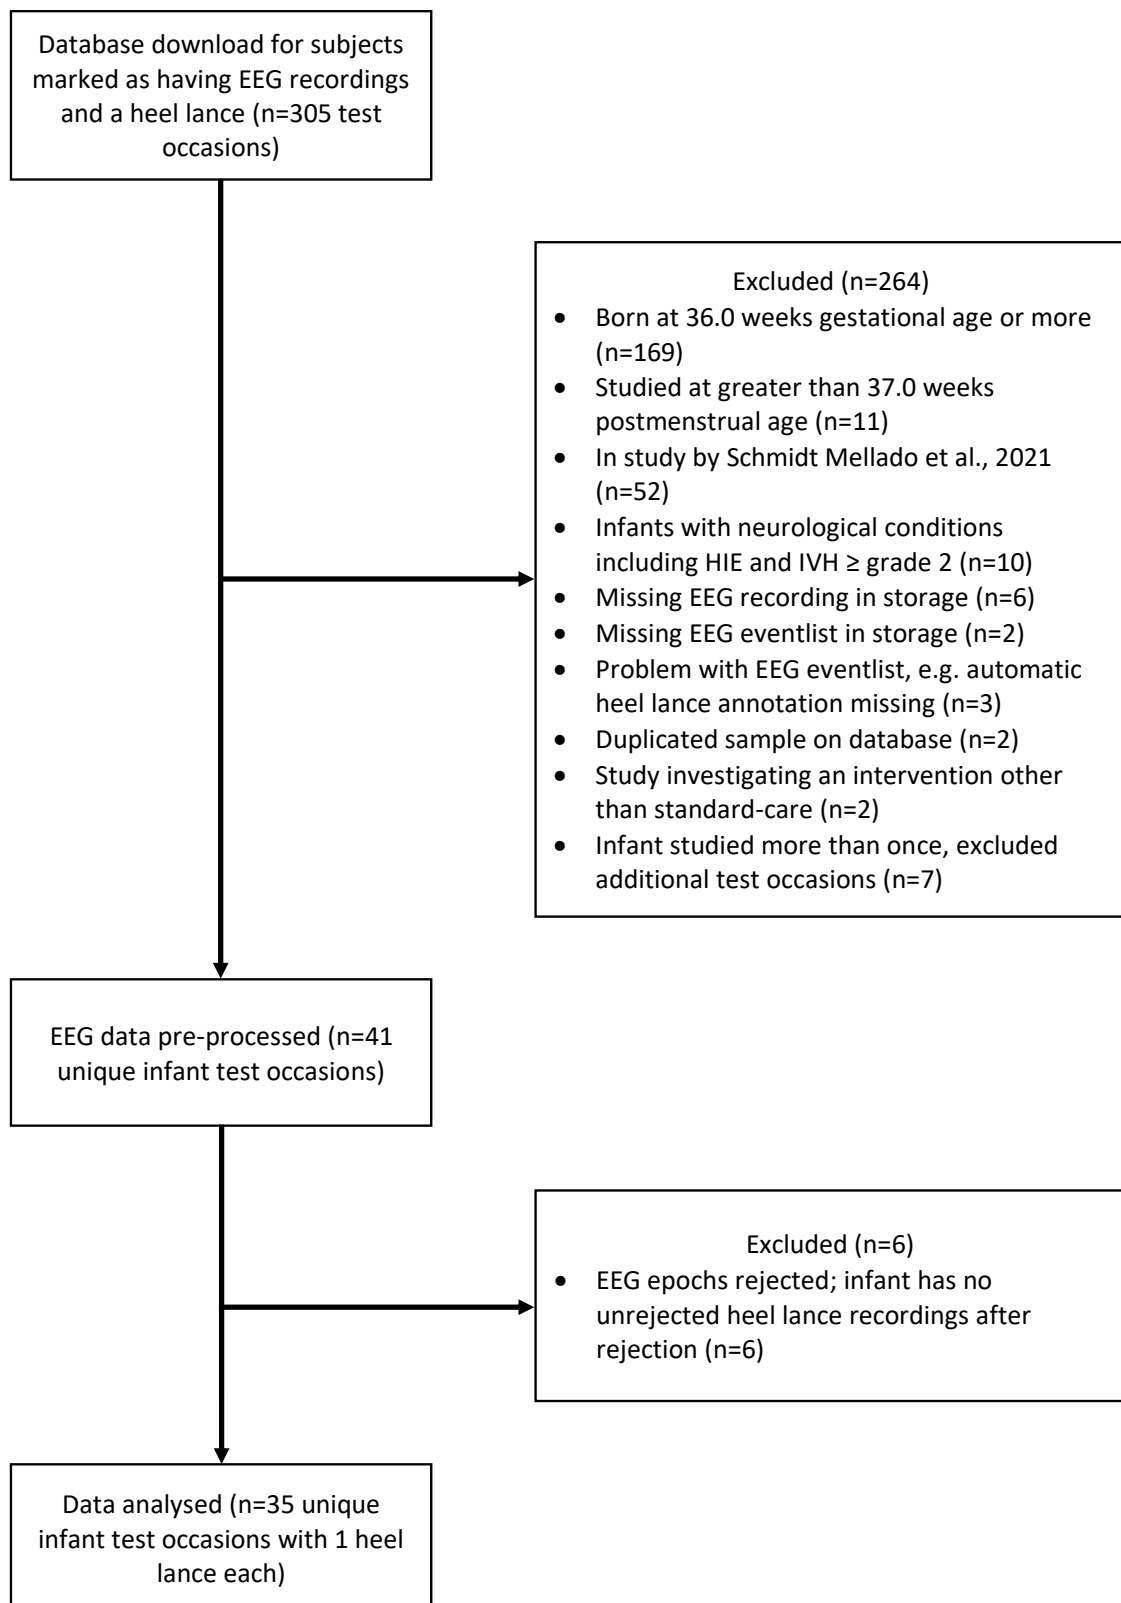 Database download for subjects
marked as having EEG recordings
and a heel lance (n=305 test
occasions)
Excluded (n=264)
• Born at 36.0 weeks gestational age or more
(n=169)
• Studied at greater than 37.0 weeks
postmenstrual age (n=11)
• In study by Schmidt Mellado et al., 2021
(n=52)
• Infants with neurological conditions
including HIE and IVH ≥ grade 2 (n=10)
• Missing EEG recording in storage (n=6)
• Missing EEG eventlist in storage (n=2)
• Problem with EEG eventlist, e.g. automatic
heel lance annotation missing (n=3)
• Duplicated sample on database (n=2)
• Study investigating an intervention other
than standard-care (n=2)
• Infant studied more than once, excluded
additional test occasions (n=7)
EEG data pre-processed (n=41
unique infant test occasions)
Excluded (n=6)
• EEG epochs rejected; infant has no
unrejected heel lance recordings after
rejection (n=6)
Data analysed (n=35 unique
infant test occasions with 1 heel
lance each)